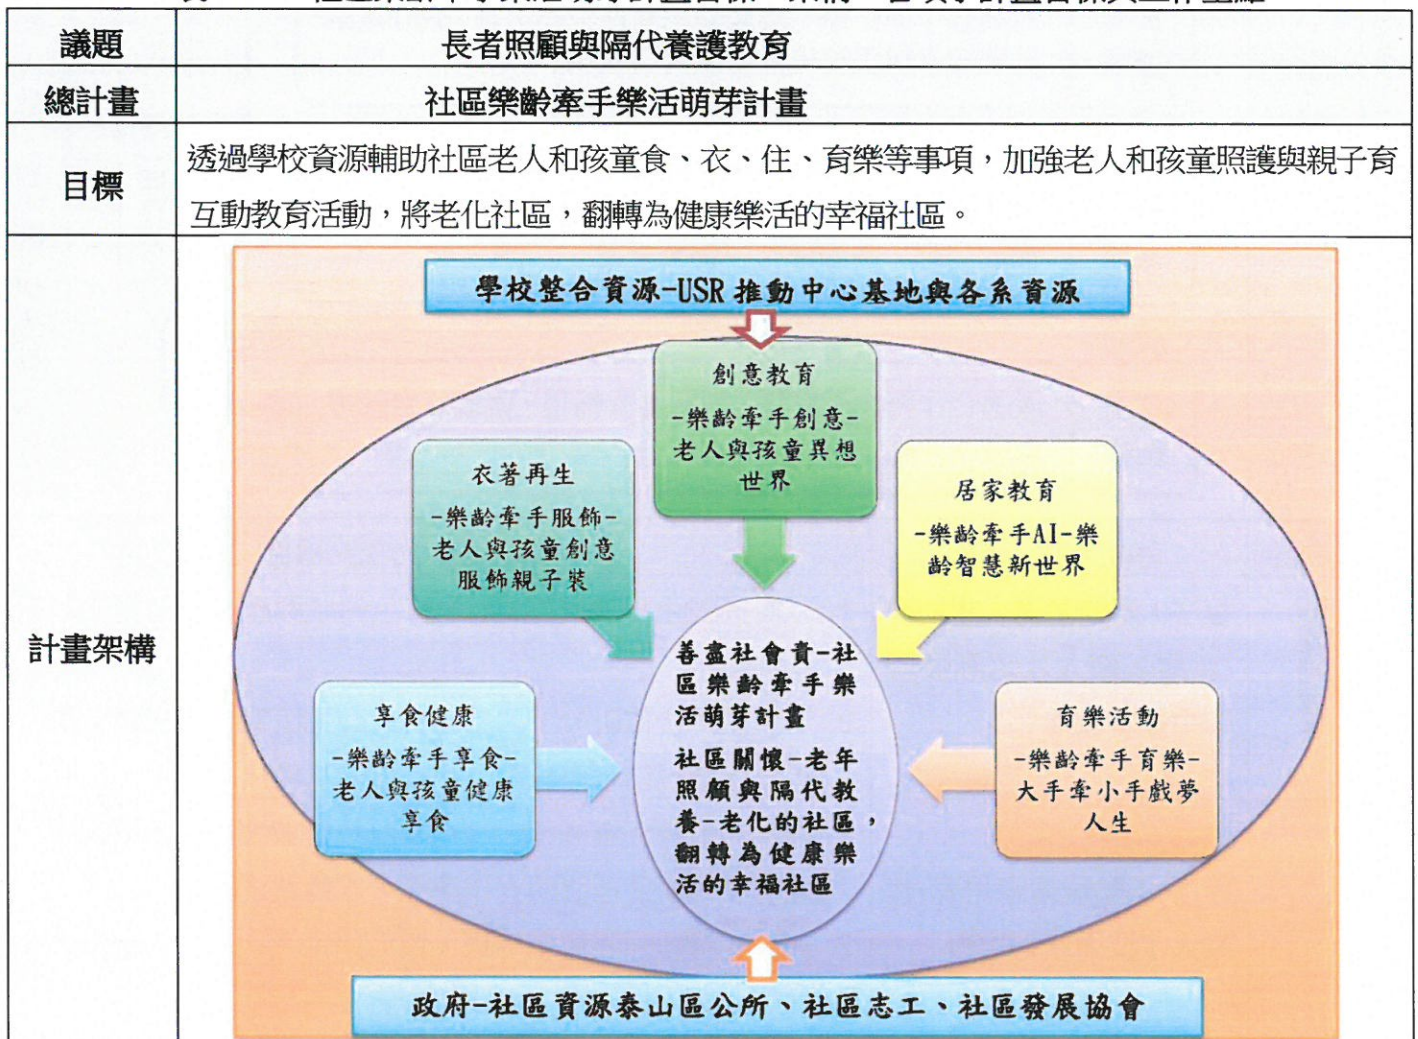 議題
長者照顧與隔代養護教育
總計畫
社區樂齡牽手樂活萌芽計畫
目標
透過學校資源輔助社區老人和孩童食、衣、住、育樂等事項，加強老人和孩童照護與親子育
互動教育活動，將老化社區，翻轉為健康樂活的幸福社區。
計畫架構
學校整合資源-USR 推動中心基地與各系資源
創意教育
-樂齡牽手創意-
老人與孩童異想
世界
衣著再生
-樂齡牽手服飾-
老人與孩童創意
服飾親子裝
居家教育
-樂齡牽手AI-樂
齡智慧新世界
享食健康
-樂齡牽手享食-
老人與孩童健康
享食
善盡社會責-社
區樂齡牽手樂
活萌芽計畫
社區關懷-老年
照顧與隔代教
養-老化的社區，
翻轉為健康樂
活的幸福社區
育樂活動
-樂齡牽手育樂-
大手牽小手戲夢
人生
政府-社區資源泰山區公所、社區志工、社區發展協會